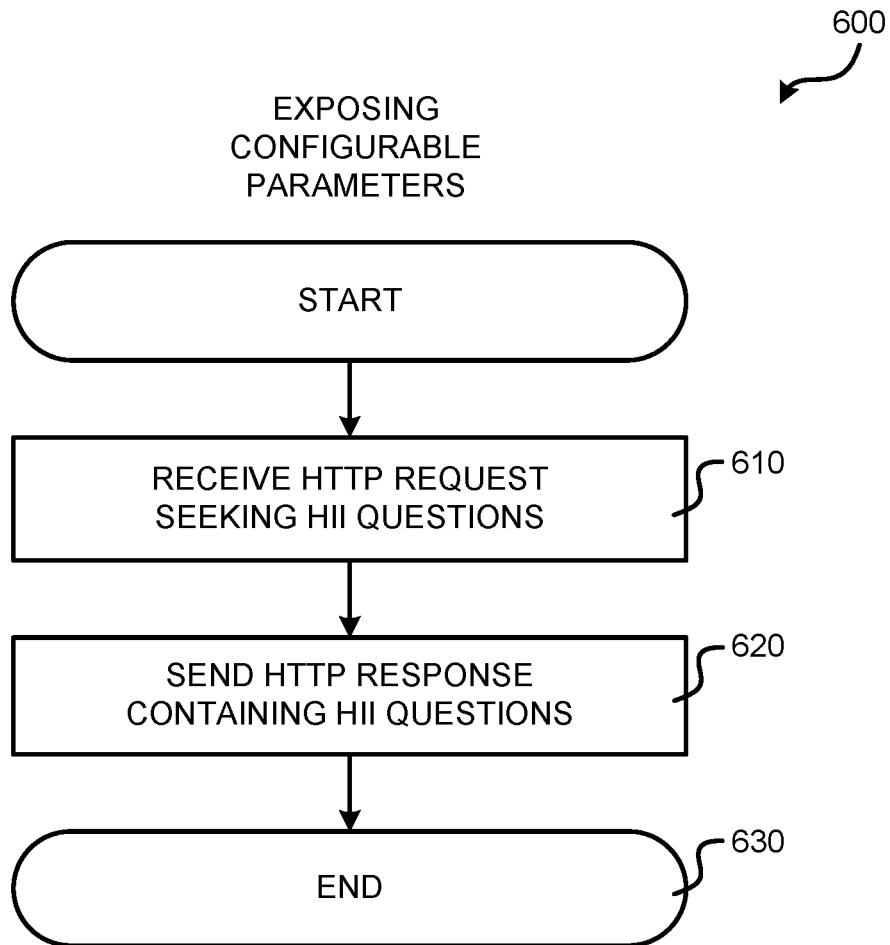 600
EXPOSING
CONFIGURABLE
PARAMETERS
START
RECEIVE HTTP REQUEST
SEEKING HII QUESTIONS
610
SEND HTTP RESPONSE
CONTAINING HII QUESTIONS
620
END
630